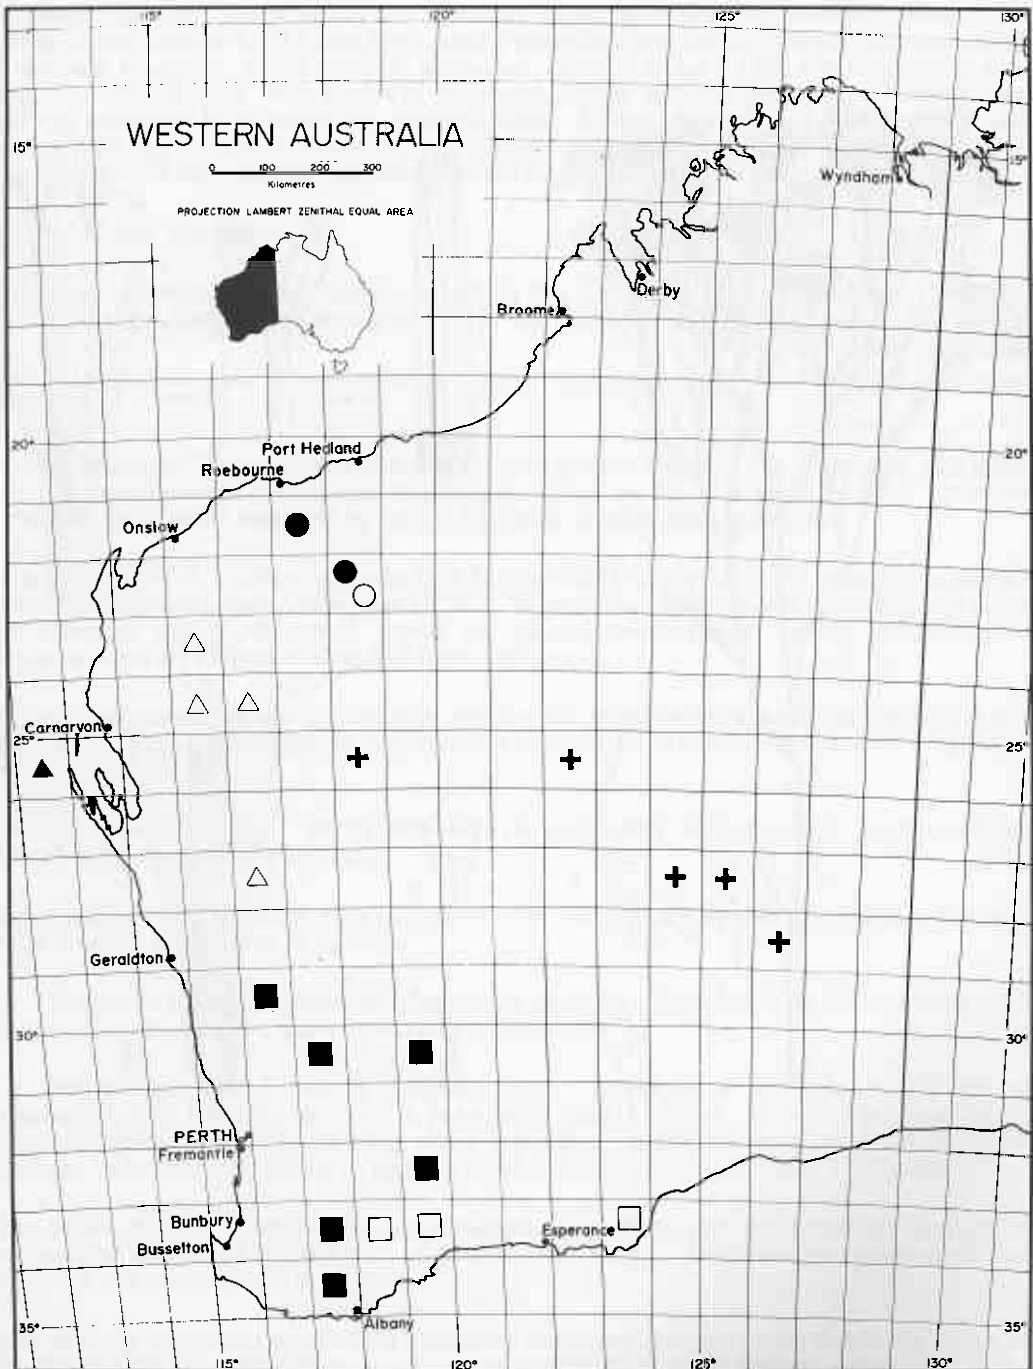 115° 120° 125° 130°
WESTERN AUSTRALIA
0 100 200 300
Kilometres
PROJECTION LAMBERT ZENITHAL EQUAL AREA
15° 15°
Wyndham
Derby
Broome
20° 20°
Port Hedland
Roebourne
Onslow
Carnarvon
25° 25°
Geraldton
30° 30°
PERTH
Fremantle
Bunbury
Esperance
Busselton
Albany
35° 35°
115° 120° 125° 130°